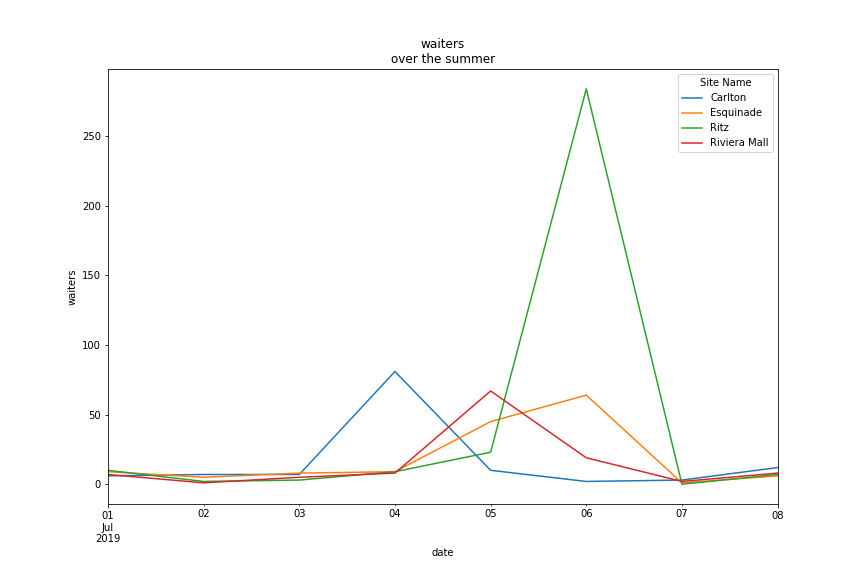 waiters
over the summer
Site Name
Carlton
Esquinade
Ritz
Riviera Mall
250
200
150
100
50
0
waiters
01
Jul
2019
02
03
04
05
06
07
08
date